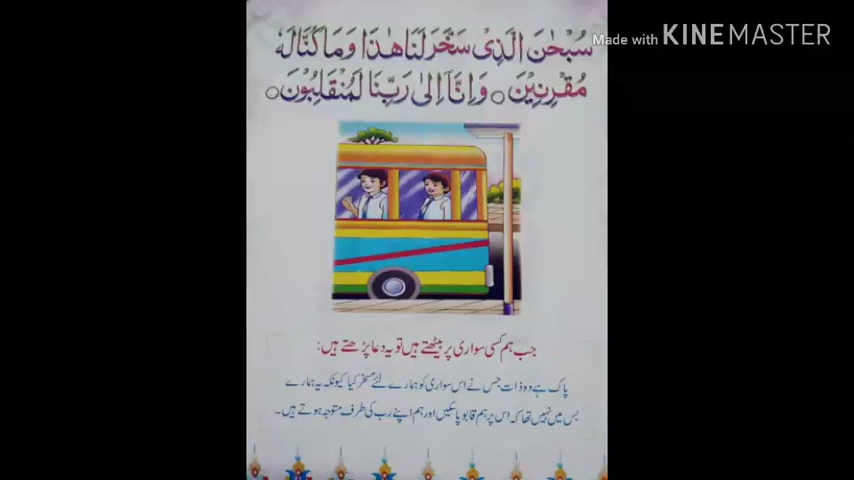 Made with KINEMASTER
سُبْحٰنَ الَّذِیْ سَخَّرَ لَنَا هٰذَا وَمَا كُنَّا لَهٗ
مُقْرِنِیْنَ ○ وَ اِنَّاۤ اِلٰی رَبِّنَا لَمُنْقَلِبُوْنَ ○
جب ہم کسی سواری پر بیٹھتے ہیں تو یہ دعا پڑھتے ہیں:
پاک ہے وہ ذات جس نے اس سواری کو ہمارے لئے مسخر کیا کیونکہ یہ ہمارے
بس میں نہیں تھا کہ اس پر ہم قابو پاسکیں اور ہم اپنے رب کی طرف متوجہ ہوتے ہیں۔